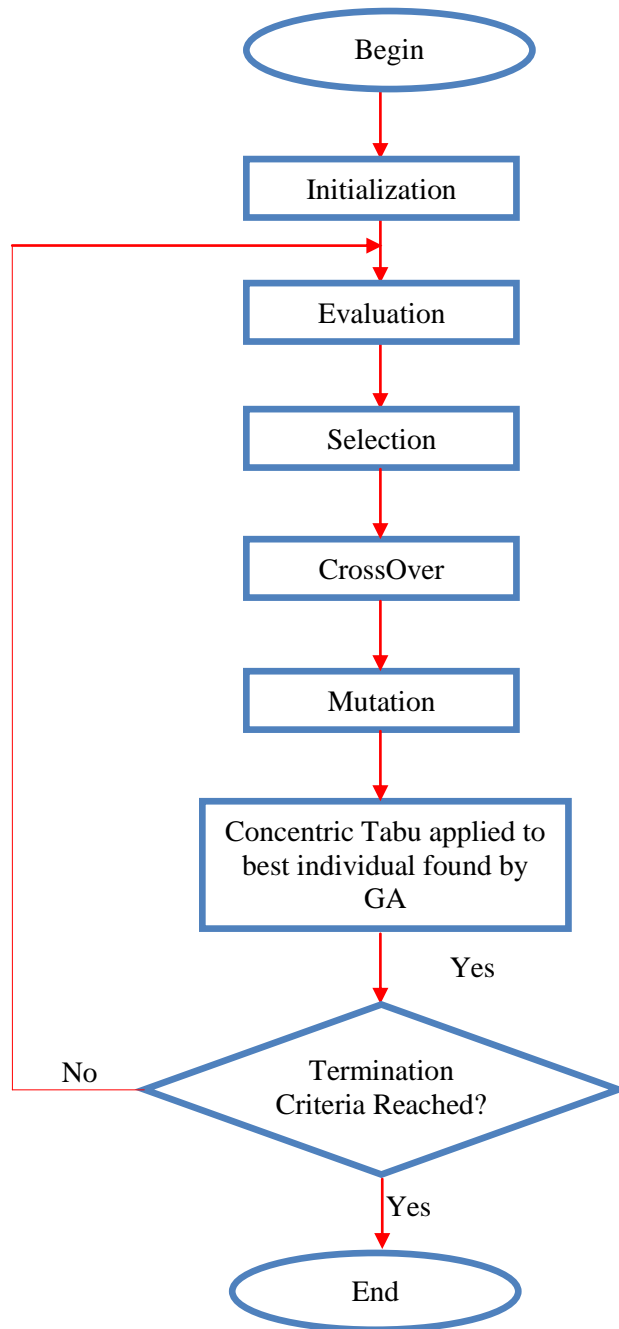 Begin
Initialization
Evaluation
Selection
CrossOver
Mutation
Concentric Tabu applied to
best individual found by
GA
Yes
No
Termination
Criteria Reached?
Yes
End